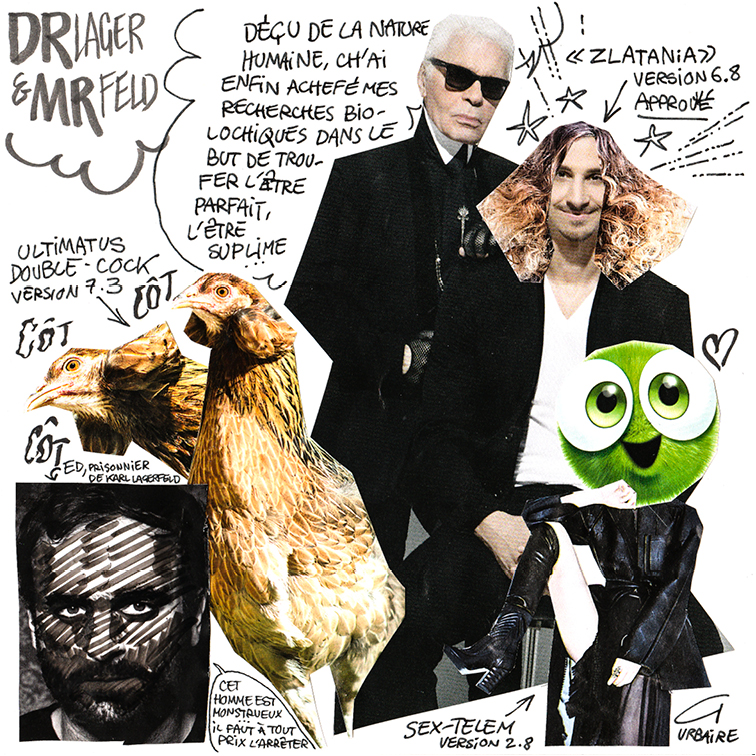 DR LAGER
& MR FELD
DÉÇU DE LA NATURE
HUMAINE, CH'AI
ENFIN ACHEFÉ MES
RECHERCHES BIO-
LOCHIQUES DANS LE
BUT DE TROU-
FER L'ÊTRE
PARFAIT,
L'ÊTRE
SUPLIME
« ZLATANIA »
VERSION 6.8
APPROUVÉ
ULTIMATUS
DOUBLE-COCK
VERSION 7.3
CÔT
CÔT
CÔT
ED, PRISONNIER
DE KARL LAGERFELD
CET
HOMME EST
MONSTRUEUX
...
IL FAUT À TOUT
PRIX L'ARRÊTER
SEX-TELEM
VERSION 2.8
URBAIRE